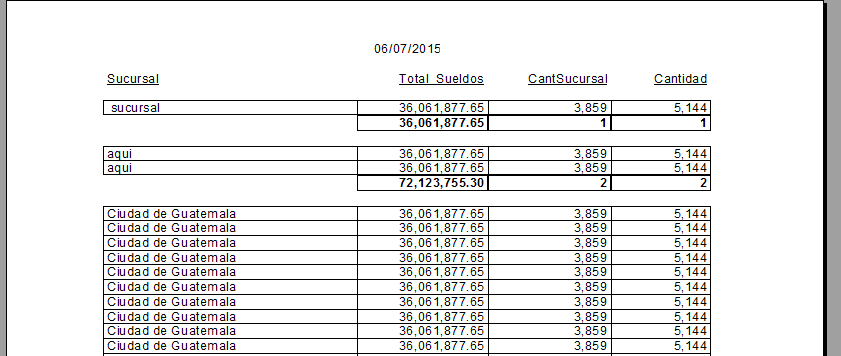 06/07/2015
Sucursal Total Sueldos CantSucursal Cantidad
sucursal 36,061,877.65 3,859 5,144
36,061,877.65 1 1
aqui 36,061,877.65 3,859 5,144
aqui 36,061,877.65 3,859 5,144
72,123,755.30 2 2
Ciudad de Guatemala 36,061,877.65 3,859 5,144
Ciudad de Guatemala 36,061,877.65 3,859 5,144
Ciudad de Guatemala 36,061,877.65 3,859 5,144
Ciudad de Guatemala 36,061,877.65 3,859 5,144
Ciudad de Guatemala 36,061,877.65 3,859 5,144
Ciudad de Guatemala 36,061,877.65 3,859 5,144
Ciudad de Guatemala 36,061,877.65 3,859 5,144
Ciudad de Guatemala 36,061,877.65 3,859 5,144
Ciudad de Guatemala 36,061,877.65 3,859 5,144
Ciudad de Guatemala 36,061,877.65 3,859 5,144